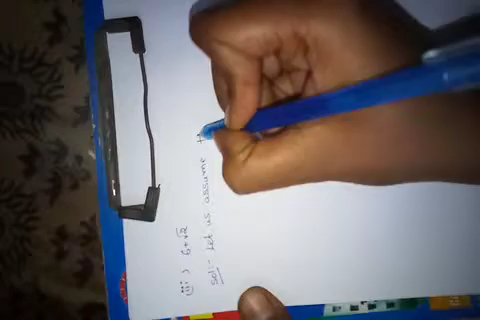 (iii) 6+√2
Sol:- Let us assume